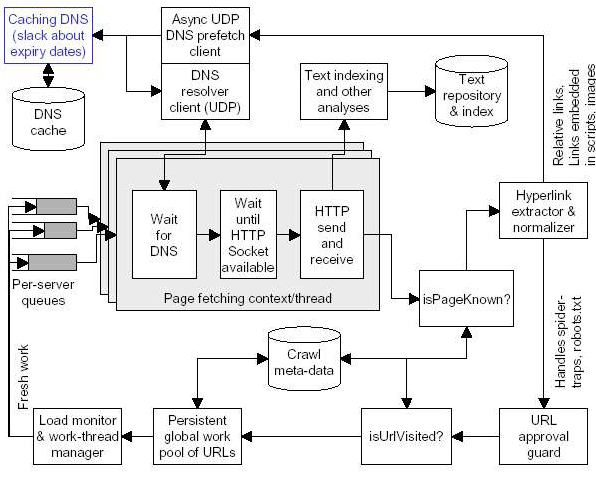 Caching DNS
(slack about
expiry dates)
Async UDP
DNS prefetch
client
DNS
resolver
client (UDP)
DNS
cache
Text indexing
and other
analyses
Text
repository
& index
Relative links,
Links embedded
in scripts, images
Hyperlink
extractor &
normalizer
Wait
for
DNS
Wait
until
HTTP
Socket
available
HTTP
send
and
receive
Per-server
queues
Page fetching context/thread
isPageKnown?
Crawl
meta-data
Handles spider-
traps, robots.txt
Fresh work
Load monitor
& work-thread
manager
Persistent
global work
pool of URLs
isUrlVisited?
URL
approval
guard